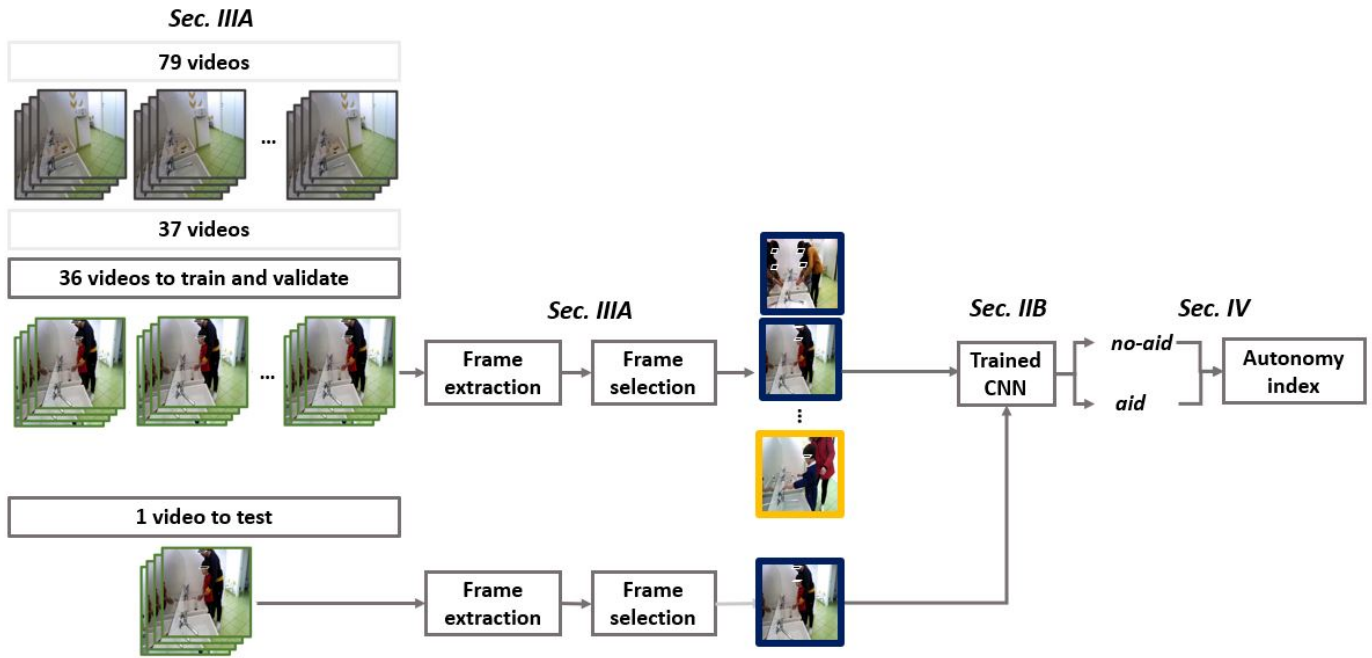 Sec. IIIA
79 videos
...
37 videos
36 videos to train and validate
...
Sec. IIIA
Frame
extraction
Frame
selection
...
Sec. IIB
Trained
CNN
no-aid
aid
Sec. IV
Autonomy
index
1 video to test
Frame
extraction
Frame
selection